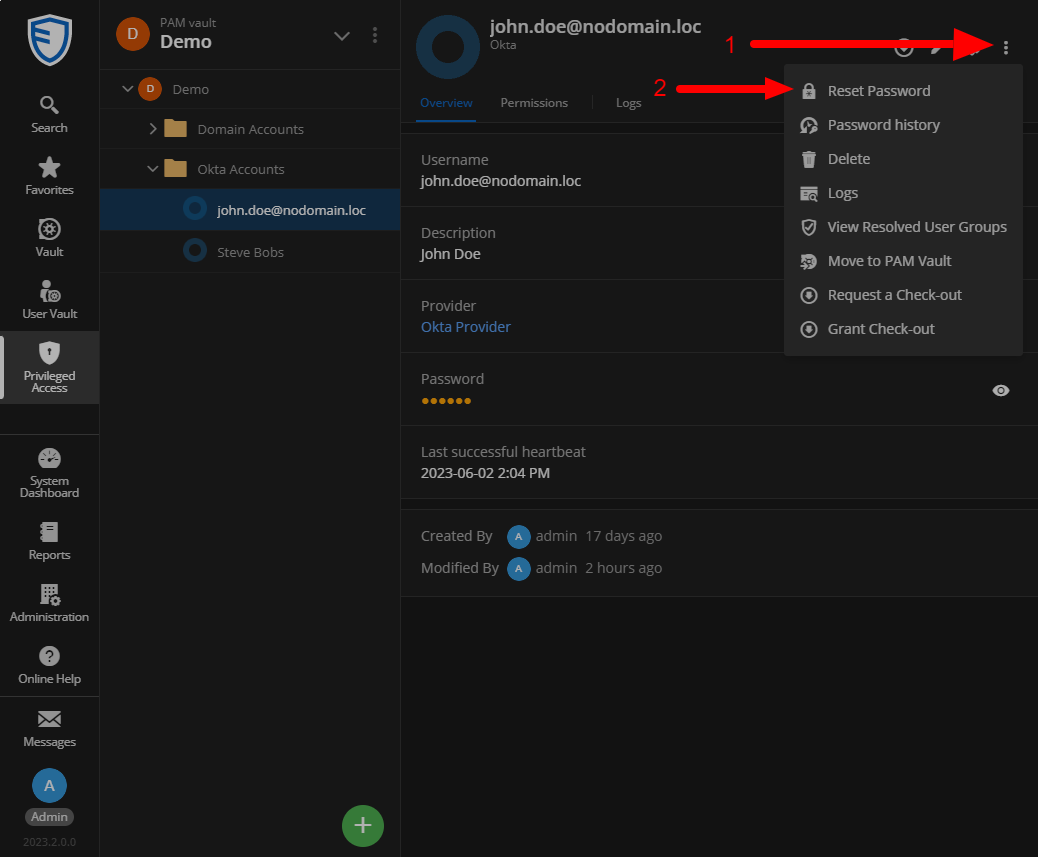 Search
Favorites
Vault
User Vault
Privileged
Access
System
Dashboard
Reports
Administration
Online Help
Messages
A
Admin
2023.2.0.0
D
PAM vault
Demo
D
Demo
Domain Accounts
Okta Accounts
john.doe@nodomain.loc
Steve Bobs
john.doe@nodomain.loc
Okta
1
2
Overview
Permissions
Logs
Reset Password
Password history
Delete
Logs
View Resolved User Groups
Move to PAM Vault
Request a Check-out
Grant Check-out
Username
john.doe@nodomain.loc
Description
John Doe
Provider
Okta Provider
Password
●●●●●●
Last successful heartbeat
2023-06-02 2:04 PM
Created By A admin 17 days ago
Modified By A admin 2 hours ago